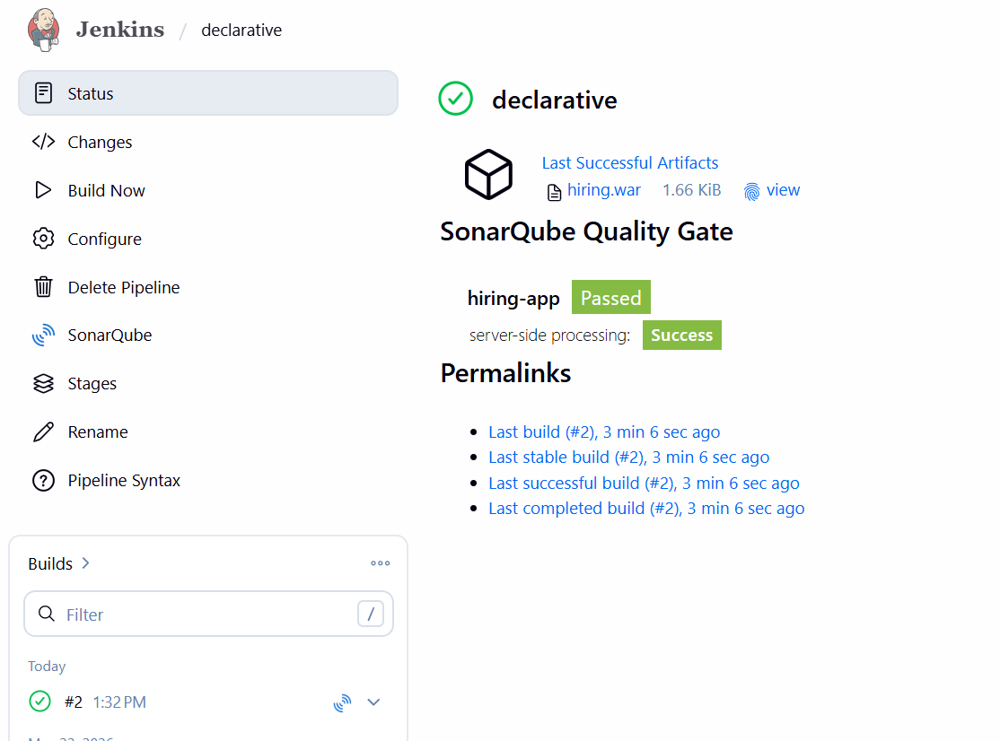 Jenkins / declarative
Status
Changes
Build Now
Configure
Delete Pipeline
SonarQube
Stages
Rename
Pipeline Syntax
Builds
Filter /
Today
#2 1:32 PM
declarative
Last Successful Artifacts
hiring.war 1.66 KiB view
SonarQube Quality Gate
hiring-app Passed
server-side processing: Success
Permalinks
Last build (#2), 3 min 6 sec ago
Last stable build (#2), 3 min 6 sec ago
Last successful build (#2), 3 min 6 sec ago
Last completed build (#2), 3 min 6 sec ago